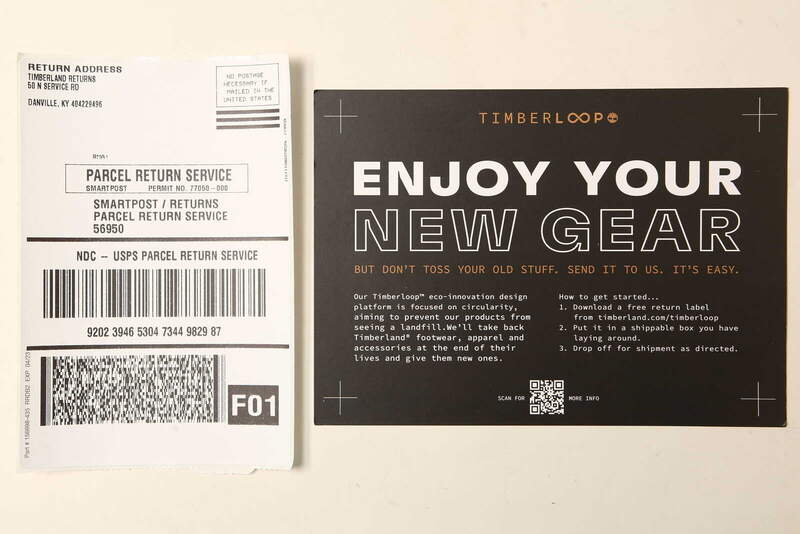 RETURN ADDRESS
TIMBERLAND RETURNS
50 N SERVICE RD
DANVILLE, KY 404229496
NO POSTAGE
NECESSARY IF
MAILED IN THE
UNITED STATES
PARCEL RETURN SERVICE
SMARTPOST PERMIT NO. 77050-000
SMARTPOST / RETURNS
PARCEL RETURN SERVICE
56950
NDC – USPS PARCEL RETURN SERVICE
9202 3946 5304 7344 9829 87
F01
Part # 156998-435 RRDB2 EXP 04/23
TIMBERLOOP
ENJOY YOUR
NEW GEAR
BUT DON'T TOSS YOUR OLD STUFF. SEND IT TO US. IT'S EASY.
Our Timberloop™ eco-innovation design
platform is focused on circularity,
aiming to prevent our products from
seeing a landfill.We'll take back
Timberland® footwear, apparel and
accessories at the end of their
lives and give them new ones.
How to get started...
1. Download a free return label
from timberland.com/timberloop
2. Put it in a shippable box you have
laying around.
3. Drop off for shipment as directed.
SCAN FOR MORE INFO